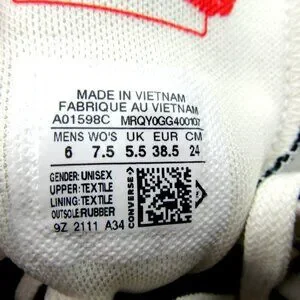 MADE IN VIETNAM
FABRIQUE AU VIETNAM
A01598C MRQY0GG400107
MENS WO'S UK EUR CM
6 7.5 5.5 38.5 24
GENDER: UNISEX
UPPER: TEXTILE
LINING: TEXTILE
OUTSOLE: RUBBER
9Z 2111 A34
CONVERSE